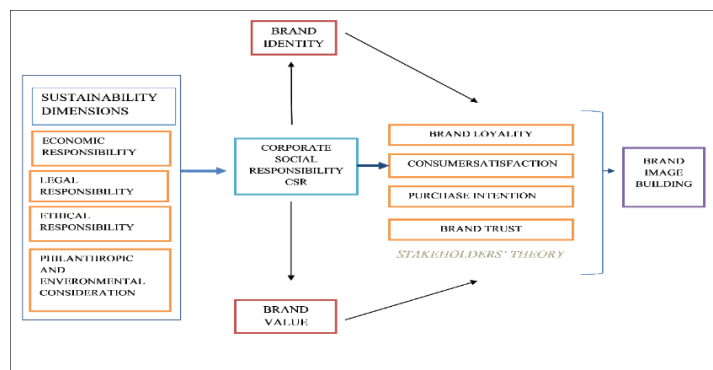 BRAND
IDENTITY
SUSTAINABILITY
DIMENSIONS
ECONOMIC
RESPONSIBILITY
LEGAL
RESPONSIBILITY
ETHICAL
RESPONSIBILITY
PHILANTHROPIC
AND
ENVIRONMENTAL
CONSIDERATION
CORPORATE
SOCIAL
RESPONSIBILITY
CSR
BRAND LOYALITY
CONSUMERSATISFACTION
PURCHASE INTENTION
BRAND TRUST
STAKEHOLDERS' THEORY
BRAND
IMAGE
BUILDING
BRAND
VALUE